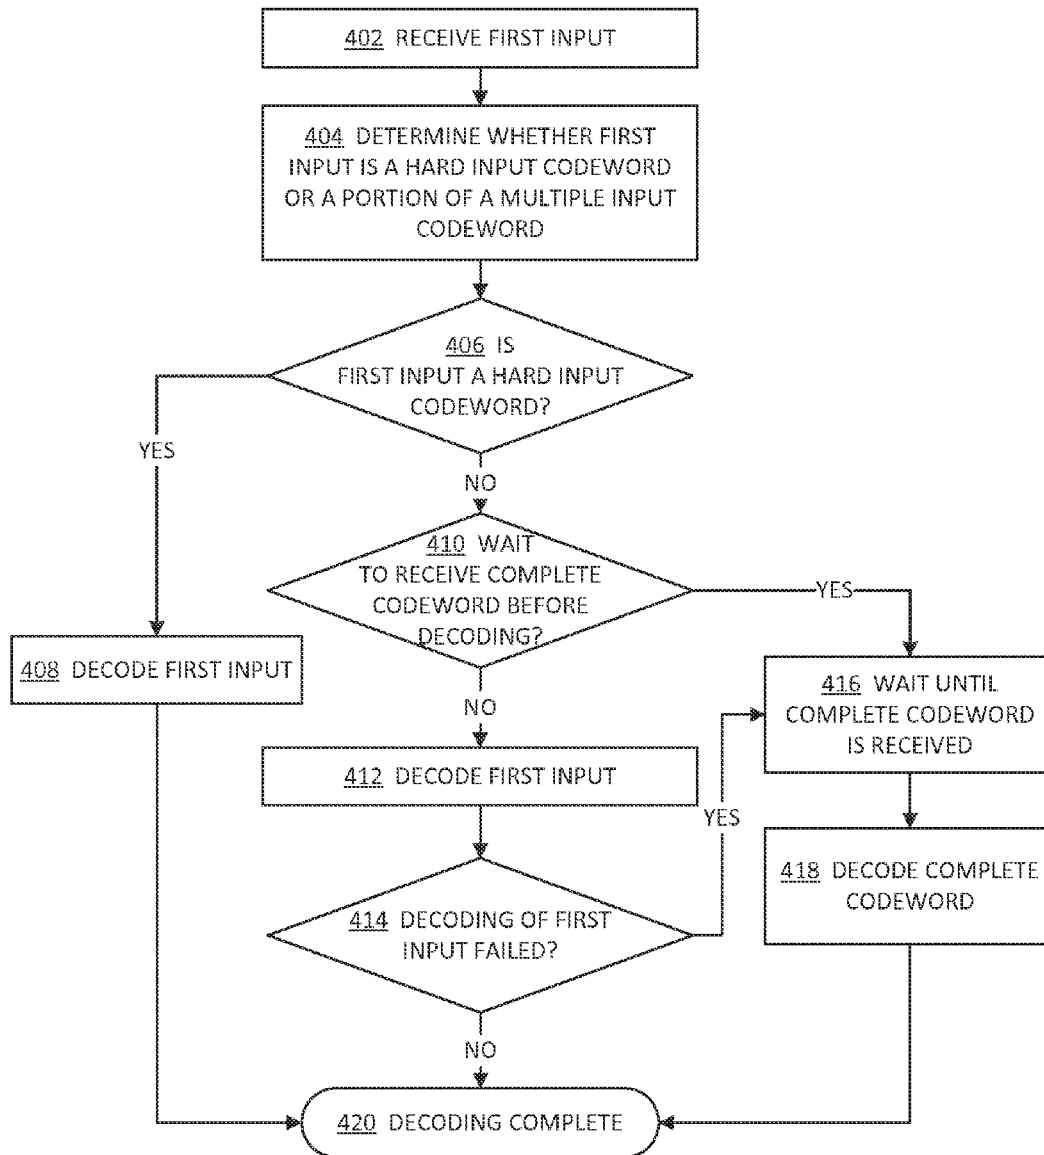 402 RECEIVE FIRST INPUT
404 DETERMINE WHETHER FIRST
INPUT IS A HARD INPUT CODEWORD
OR A PORTION OF A MULTIPLE INPUT
CODEWORD
406 IS
FIRST INPUT A HARD INPUT
CODEWORD?
YES
NO
410 WAIT
TO RECEIVE COMPLETE
CODEWORD BEFORE
DECODING?
YES
408 DECODE FIRST INPUT
416 WAIT UNTIL
COMPLETE CODEWORD
IS RECEIVED
NO
412 DECODE FIRST INPUT
YES
418 DECODE COMPLETE
CODEWORD
414 DECODING OF FIRST
INPUT FAILED?
NO
420 DECODING COMPLETE